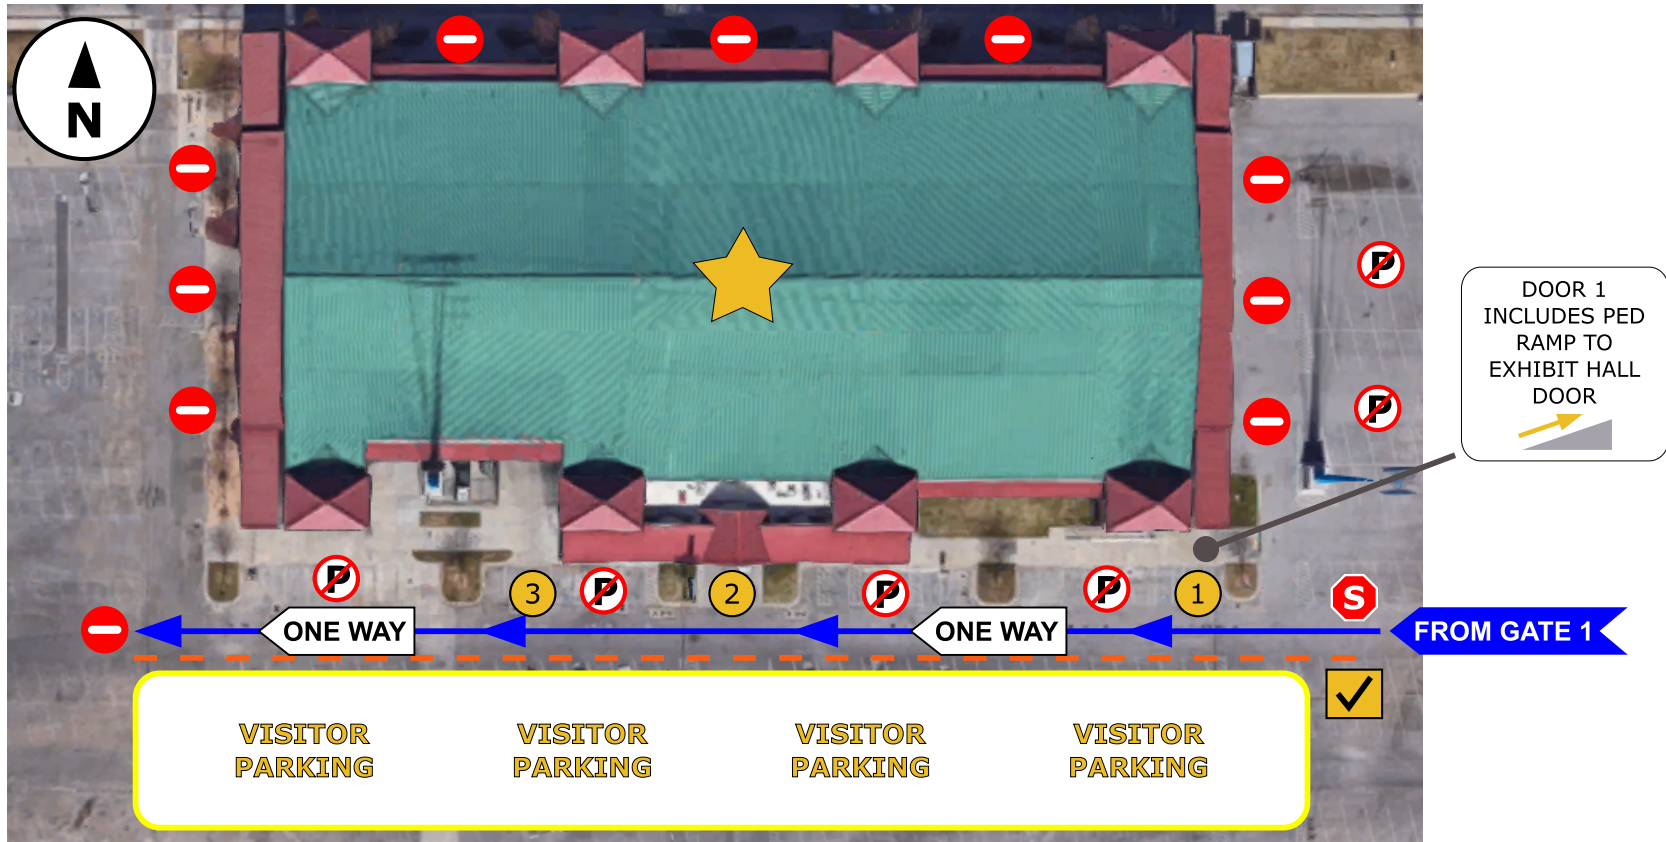 N
DOOR 1
INCLUDES PED
RAMP TO
EXHIBIT HALL
DOOR
P
P
P
P
P
P
3
2
1
S
ONE WAY
ONE WAY
FROM GATE 1
VISITOR
PARKING
VISITOR
PARKING
VISITOR
PARKING
VISITOR
PARKING